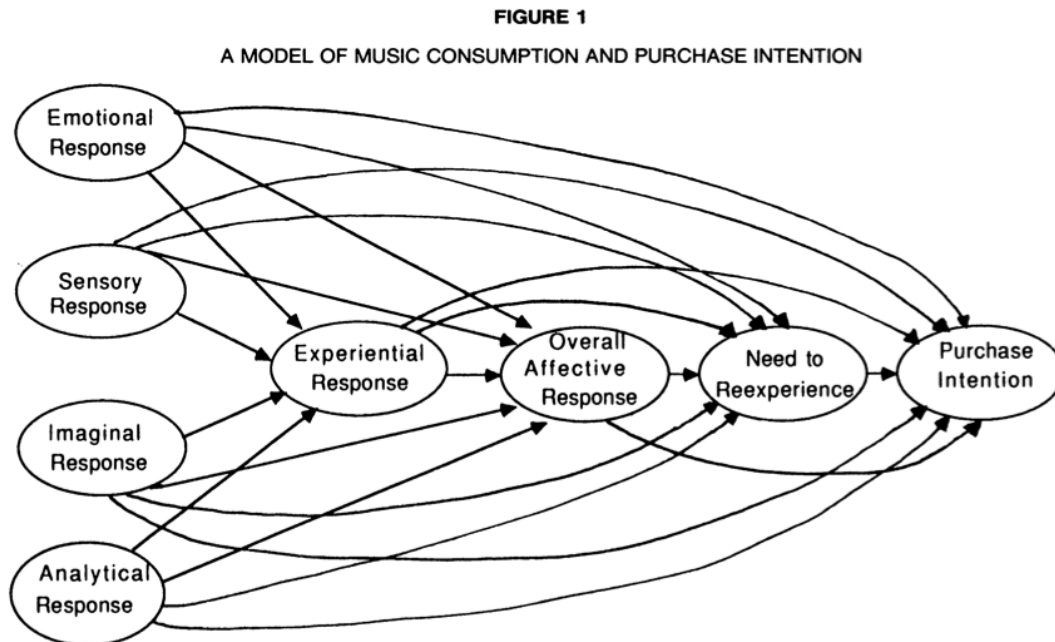 FIGURE 1
A MODEL OF MUSIC CONSUMPTION AND PURCHASE INTENTION
Emotional
Response
Sensory
Response
Imaginal
Response
Analytical
Response
Experiential
Response
Overall
Affective
Response
Need to
Reexperience
Purchase
Intention